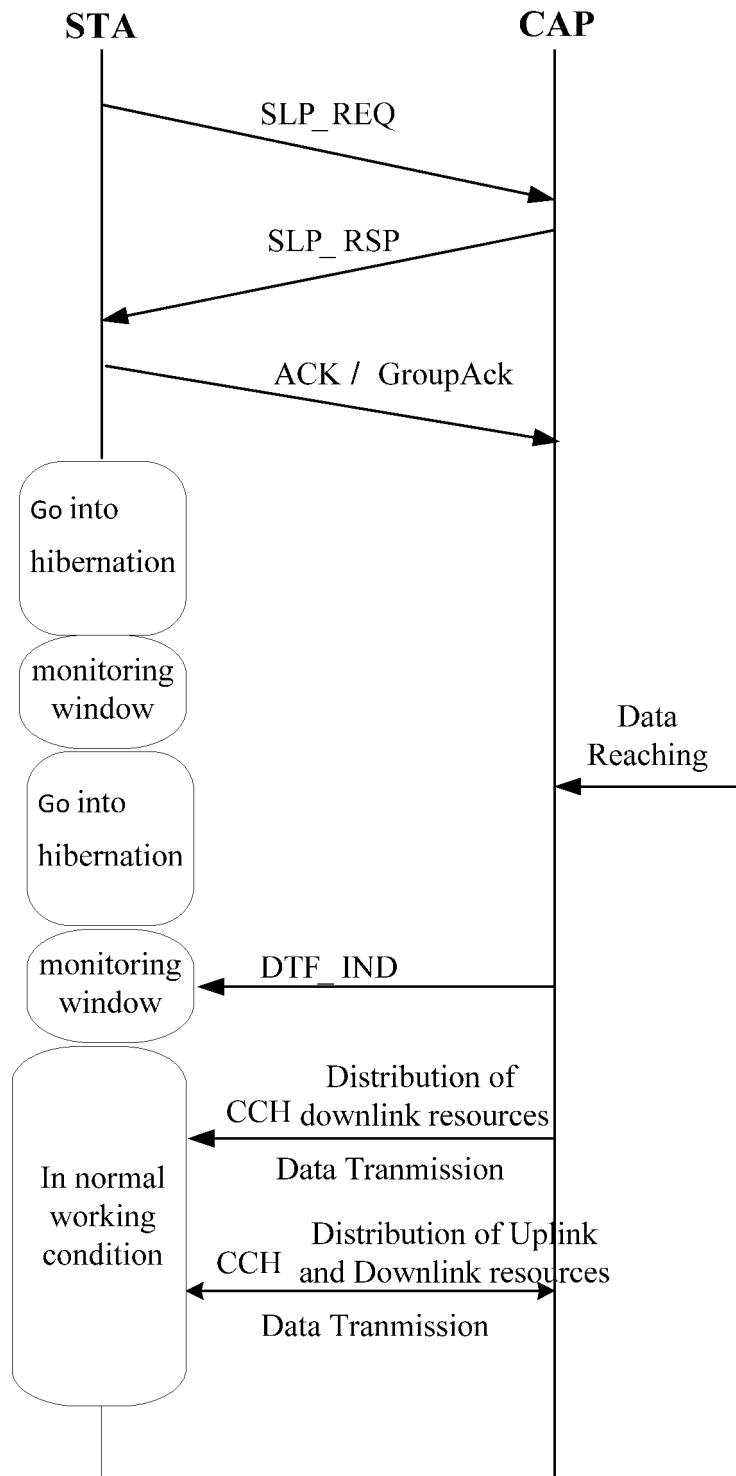 STA
CAP
SLP_REQ
SLP_ RSP
ACK / GroupAck
Go into
hibernation
monitoring
window
Data
Reaching
Go into
hibernation
monitoring
window
DTF_IND
Distribution of
CCH downlink resources
Data Tranmission
In normal
working
condition
Distribution of Uplink
CCH and Downlink resources
Data Tranmission